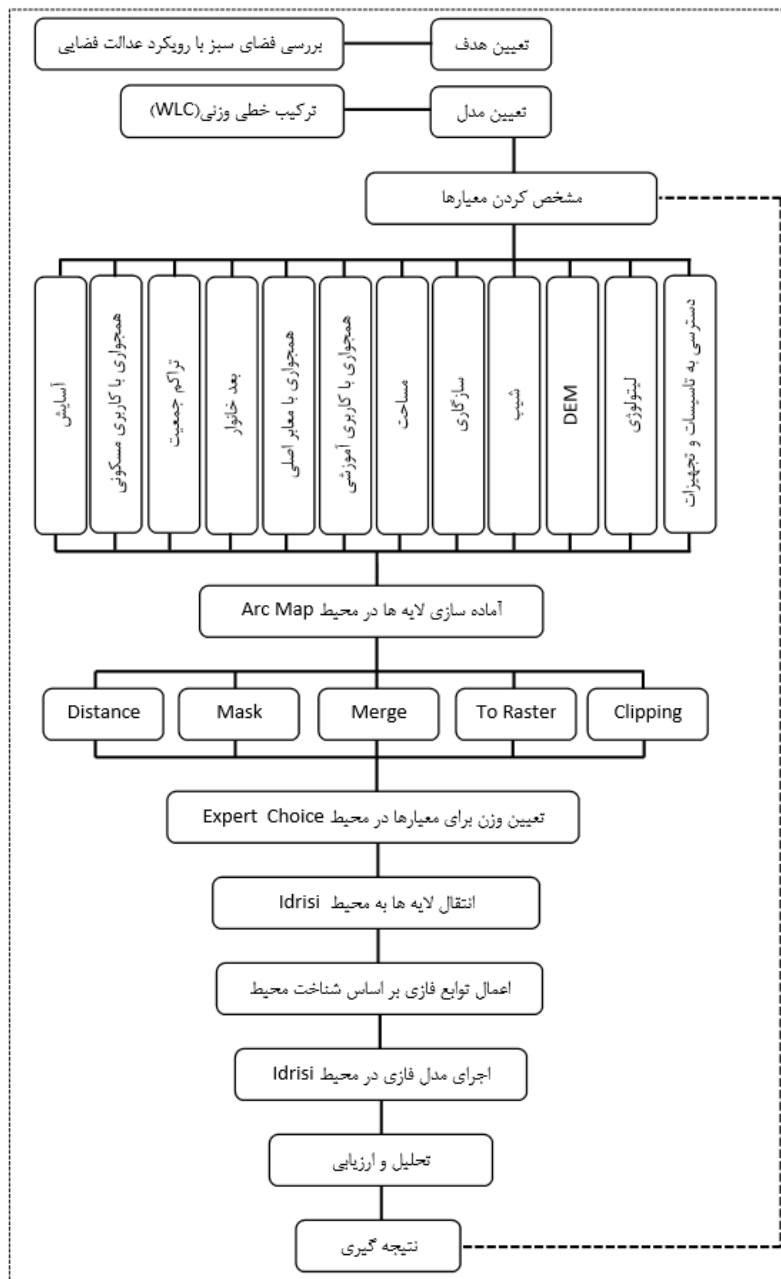 تعیین هدف
بررسی فضای سبز با رویکرد عدالت فضایی
تعیین مدل
ترکیب خطی وزنی(WLC)
مشخص کردن معیارها
دسترسی به تاسیسات و تجهیزات
لیتولوژی
DEM
شیب
سازگاری
مساحت
همجواری با کاربری آموزشی
همجواری با معابر اصلی
بعد خانوار
تراکم جمعیت
همجواری با کاربری مسکونی
آسایش
آماده سازی لایه ها در محیط Arc Map
Distance
Mask
Merge
To Raster
Clipping
تعیین وزن برای معیارها در محیط Expert Choice
انتقال لایه ها به محیط Idrisi
اعمال توابع فازی بر اساس شناخت محیط
اجرای مدل فازی در محیط Idrisi
تحلیل و ارزیابی
نتیجه گیری